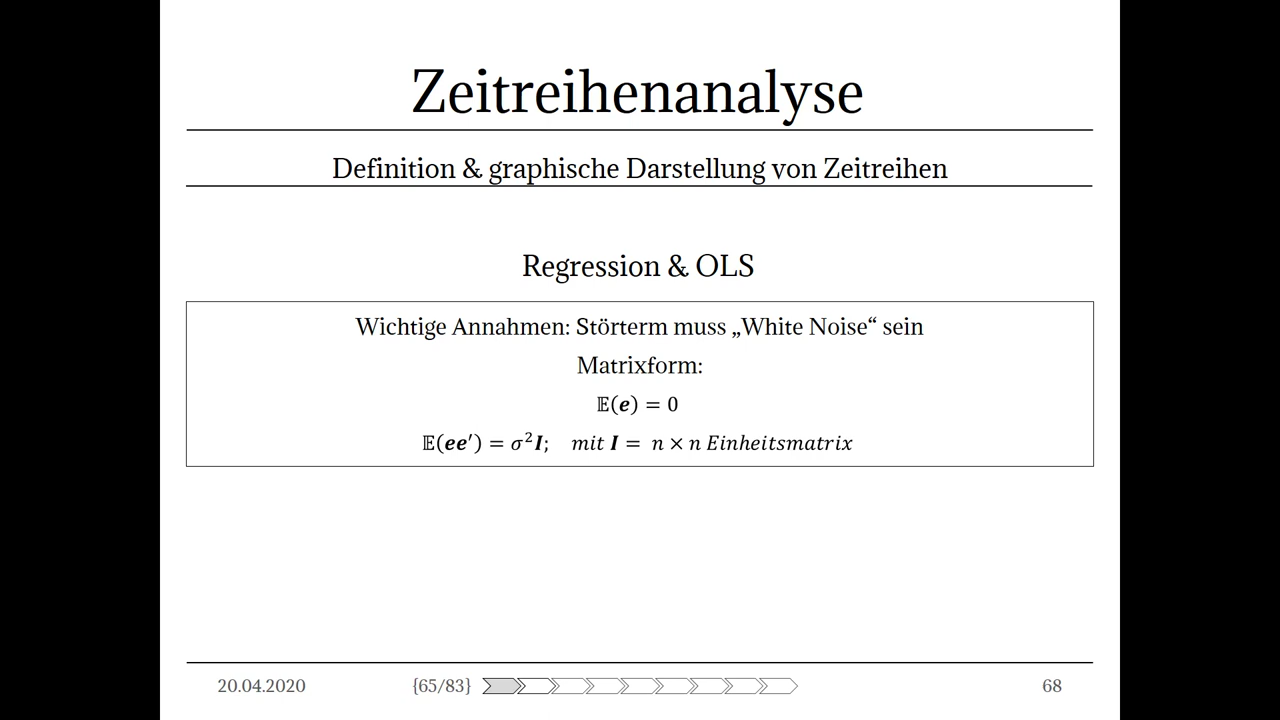 Zeitreihenanalyse
Definition & graphische Darstellung von Zeitreihen
Regression & OLS
Wichtige Annahmen: Störterm muss „White Noise“ sein
Matrixform:
𝔼(𝒆) = 0
𝔼(𝒆𝒆′) = σ²𝑰; mit 𝑰 = n × n Einheitsmatrix
20.04.2020 {65/83} 68